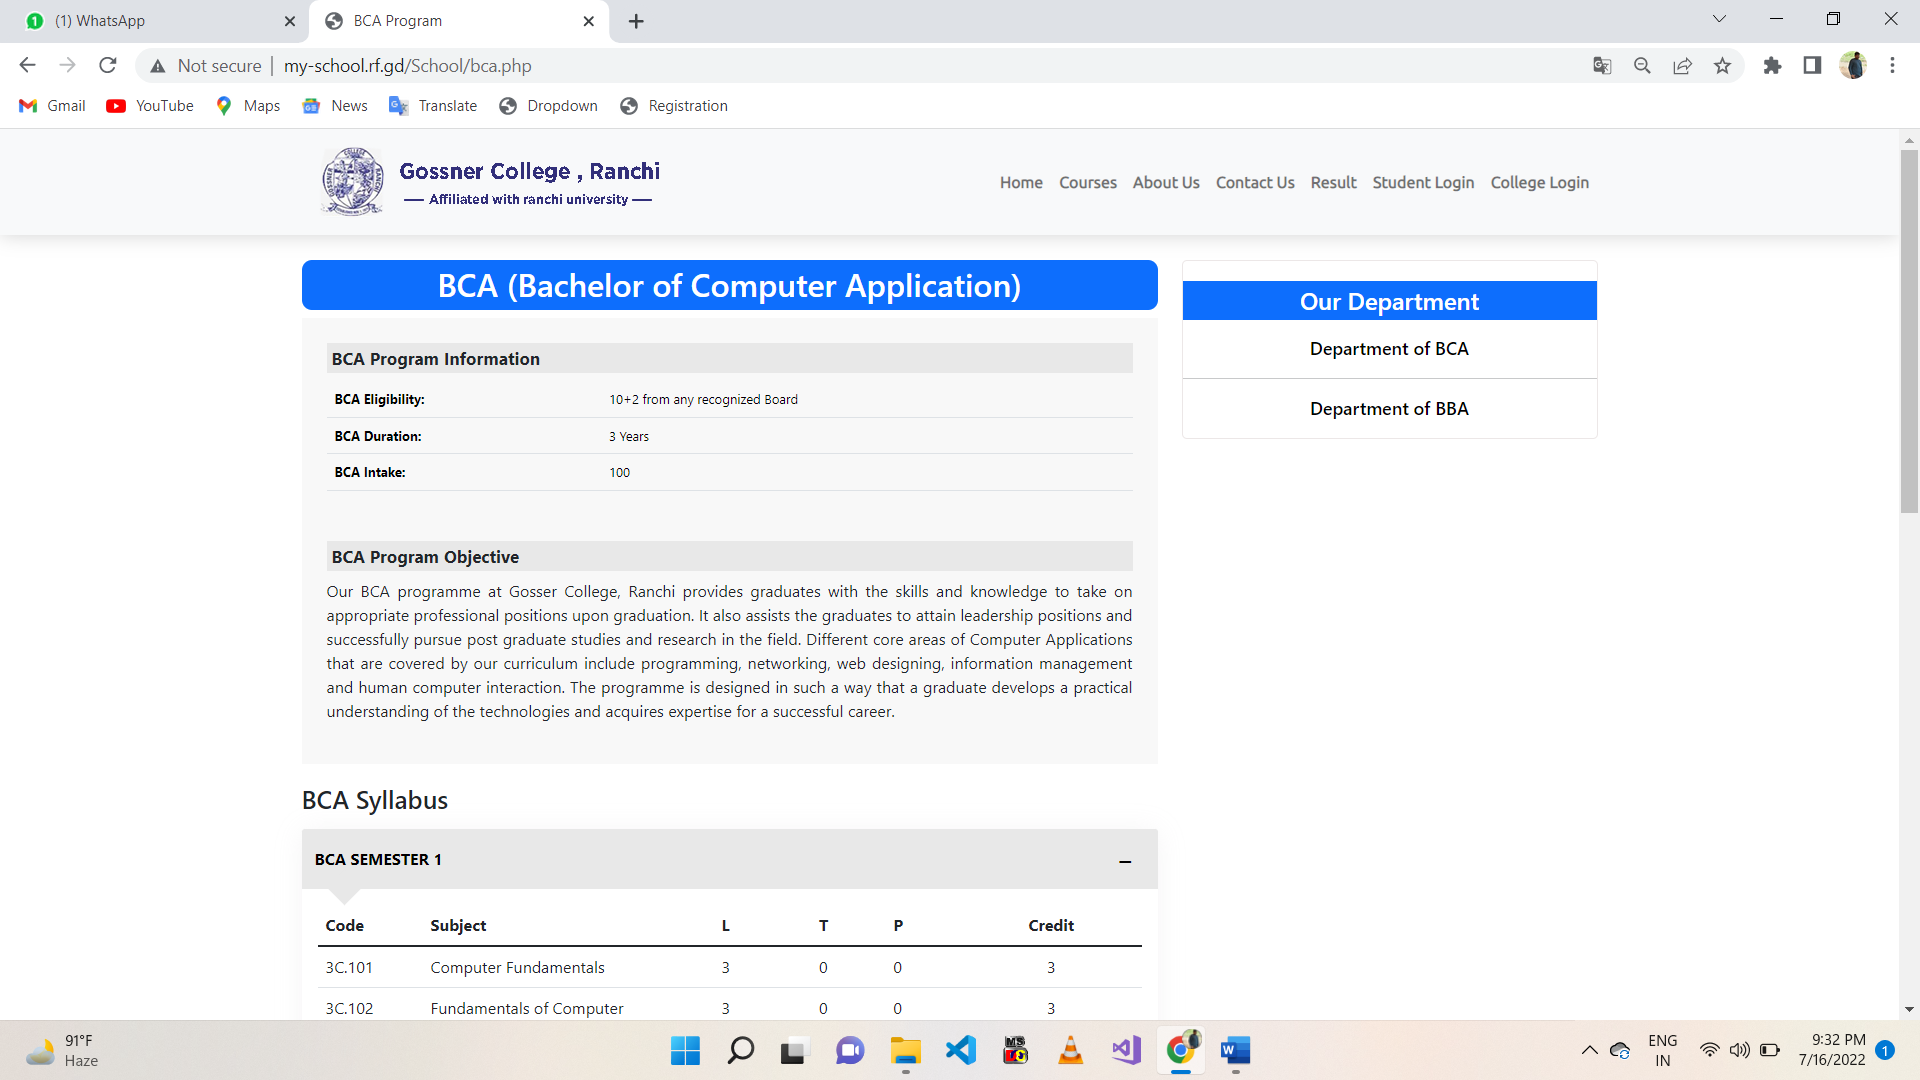 (1) WhatsApp
BCA Program
Not secure | my-school.rf.gd/School/bca.php
Gmail YouTube Maps News Translate Dropdown Registration
Gossner College , Ranchi
Affiliated with ranchi university
Home Courses About Us Contact Us Result Student Login College Login
BCA (Bachelor of Computer Application)
BCA Program Information
BCA Eligibility: 10+2 from any recognized Board
BCA Duration: 3 Years
BCA Intake: 100
BCA Program Objective
Our BCA programme at Gosser College, Ranchi provides graduates with the skills and knowledge to take on
appropriate professional positions upon graduation. It also assists the graduates to attain leadership positions and
successfully pursue post graduate studies and research in the field. Different core areas of Computer Applications
that are covered by our curriculum include programming, networking, web designing, information management
and human computer interaction. The programme is designed in such a way that a graduate develops a practical
understanding of the technologies and acquires expertise for a successful career.
Our Department
Department of BCA
Department of BBA
BCA Syllabus
BCA SEMESTER 1
Code Subject L T P Credit
3C.101 Computer Fundamentals 3 0 0 3
3C.102 Fundamentals of Computer 3 0 0 3
91°F
Haze
ENG
IN
9:32 PM
7/16/2022
1